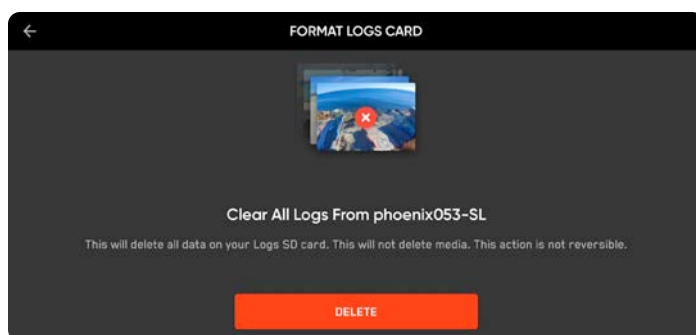 FORMAT LOGS CARD
Clear All Logs From phoenix053-SL
This will delete all data on your Logs SD card. This will not delete media. This action is not reversible.
DELETE